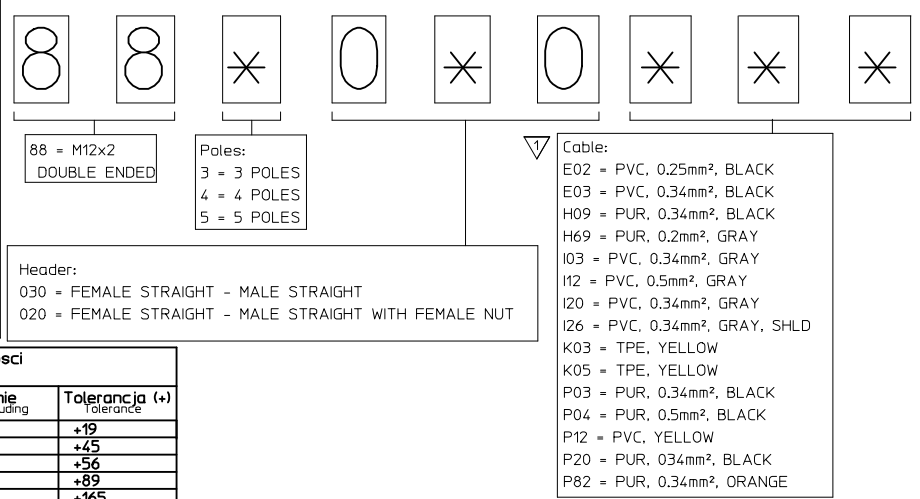 8 8 * 0 * 0 * * *
88 = M12x2
DOUBLE ENDED
Poles:
3 = 3 POLES
4 = 4 POLES
5 = 5 POLES
Header:
030 = FEMALE STRAIGHT - MALE STRAIGHT
020 = FEMALE STRAIGHT - MALE STRAIGHT WITH FEMALE NUT
1
Cable:
E02 = PVC, 0.25mm², BLACK
E03 = PVC, 0.34mm², BLACK
H09 = PUR, 0.34mm², BLACK
H69 = PUR, 0.2mm², GRAY
I03 = PVC, 0.34mm², GRAY
I12 = PVC, 0.5mm², GRAY
I20 = PVC, 0.34mm², GRAY
I26 = PVC, 0.34mm², GRAY, SHLD
K03 = TPE, YELLOW
K05 = TPE, YELLOW
P03 = PUR, 0.34mm², BLACK
P04 = PUR, 0.5mm², BLACK
P12 = PVC, YELLOW
P20 = PUR, 034mm², BLACK
P82 = PUR, 0.34mm², ORANGE
Tolerancja (+)
Tolerance
+19
+45
+56
+89
+165